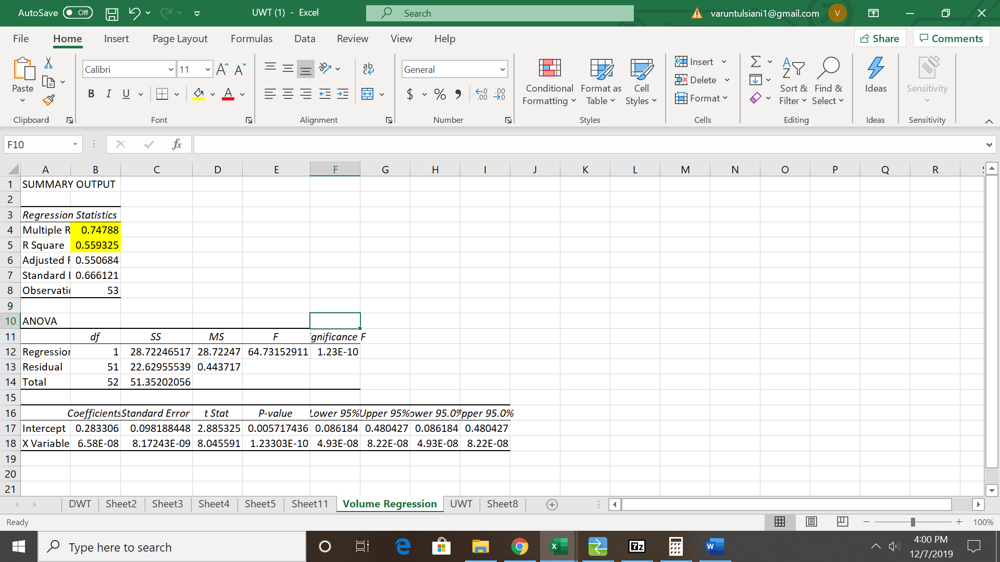 AutoSave Off UWT (1) - Excel Search varuntulsiani1@gmail.com V
File Home Insert Page Layout Formulas Data Review View Help Share Comments
Paste
Calibri 11
B I U
ab
General
$ % 9 .00 .00
Conditional Formatting
Format as Table
Cell Styles
Insert
Delete
Format
Sort & Filter
Find & Select
Ideas
Sensitivity
Clipboard Font Alignment Number Styles Cells Editing Ideas Sensitivity
F10 fx
A B C D E F G H I J K L M N O P Q R
1 SUMMARY OUTPUT
2
3 Regression Statistics
4 Multiple R 0.74788
5 R Square 0.559325
6 Adjusted 0.550684
7 Standard 0.666121
8 Observatio 53
9
10 ANOVA
11 df SS MS F gnificance F
12 Regression 1 28.72246517 28.72247 64.73152911 1.23E-10
13 Residual 51 22.62955539 0.443717
14 Total 52 51.35202056
15
16 Coefficients Standard Error t Stat P-value Lower 95% Upper 95% ower 95.0% pper 95.0%
17 Intercept 0.283306 0.098188448 2.885325 0.005717436 0.086184 0.480427 0.086184 0.480427
18 X Variable 6.58E-08 8.17243E-09 8.045591 1.23303E-10 4.93E-08 8.22E-08 4.93E-08 8.22E-08
19
20
21
DWT Sheet2 Sheet3 Sheet4 Sheet5 Sheet11 Volume Regression UWT Sheet8
Ready 100%
Type here to search
4:00 PM
12/7/2019